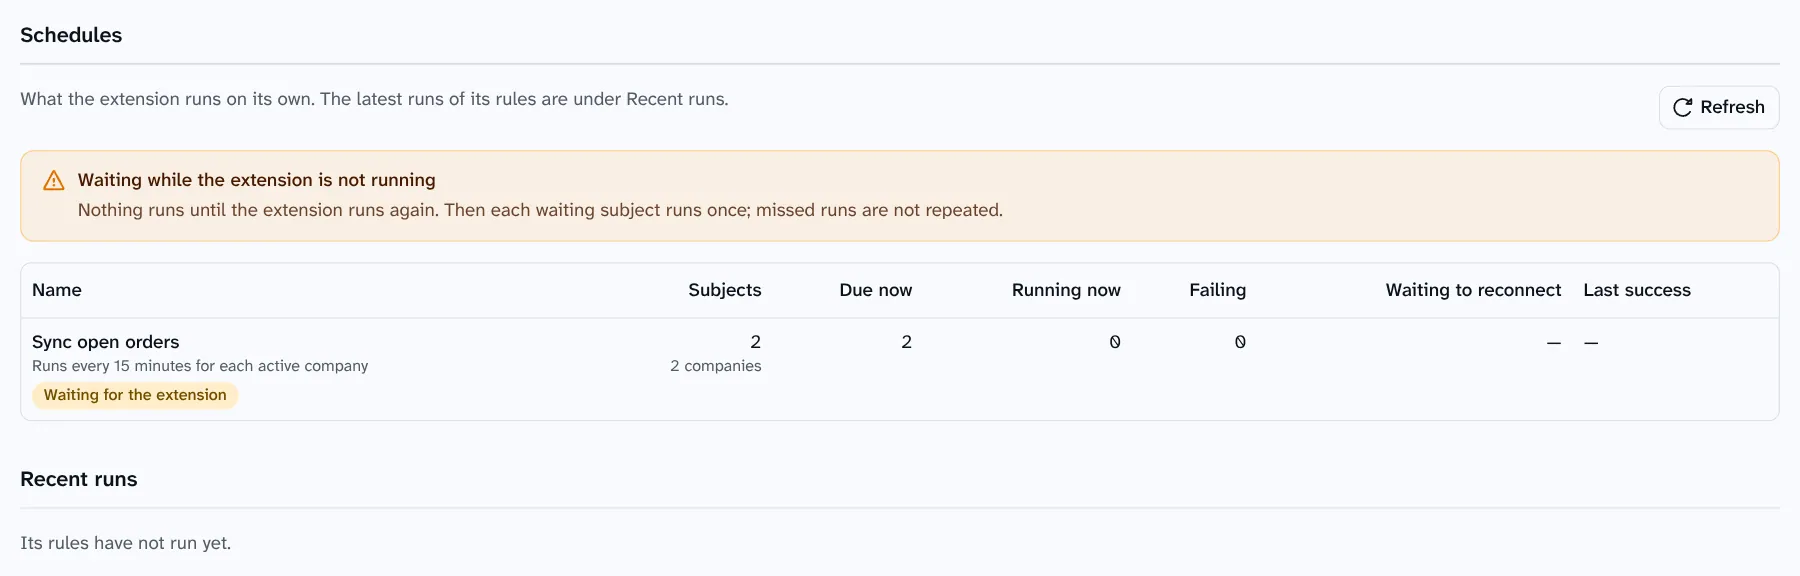 Schedules
What the extension runs on its own. The latest runs of its rules are under Recent runs.
Refresh
Waiting while the extension is not running
Nothing runs until the extension runs again. Then each waiting subject runs once; missed runs are not repeated.
Name Subjects Due now Running now Failing Waiting to reconnect Last success
Sync open orders 2 2 0 0 — —
Runs every 15 minutes for each active company 2 companies
Waiting for the extension
Recent runs
Its rules have not run yet.